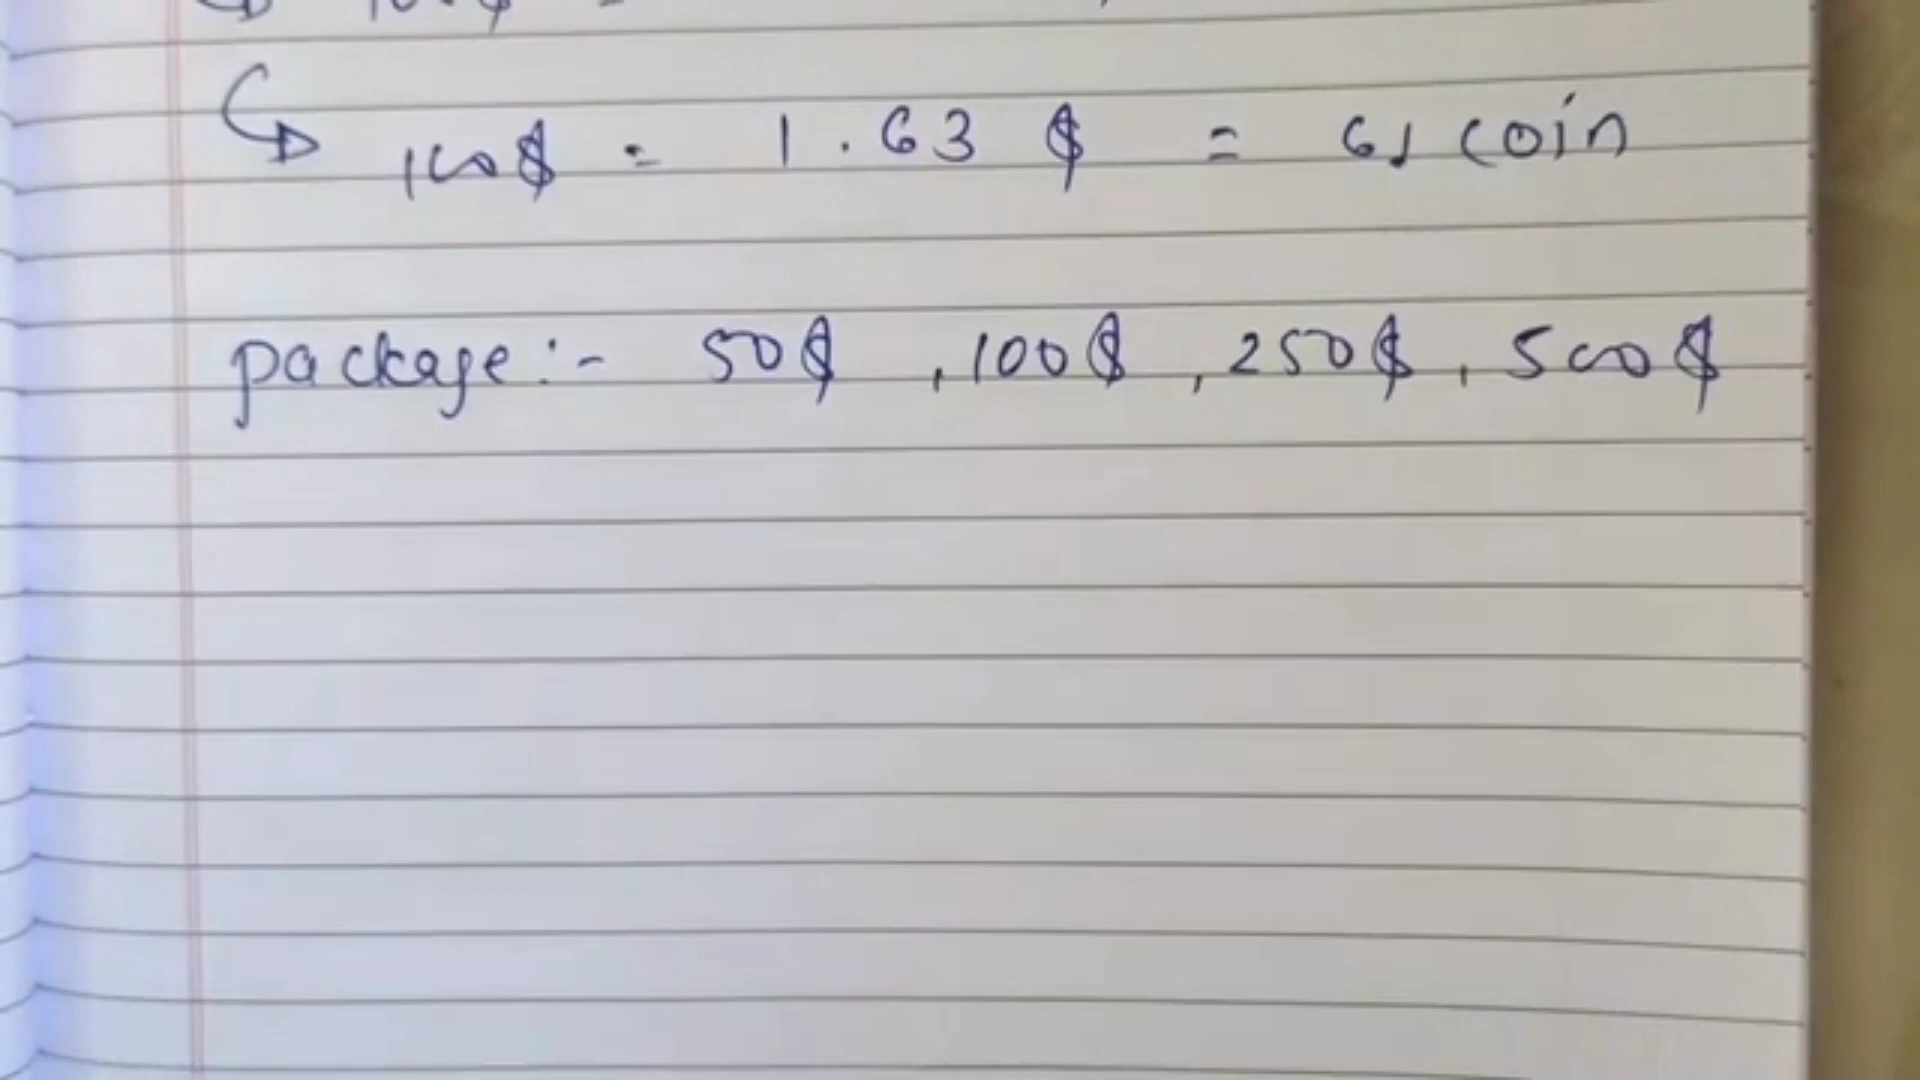 100$ = 1.63 $ = 61 coin
package :- 50$ , 100$ , 250$ , 500$